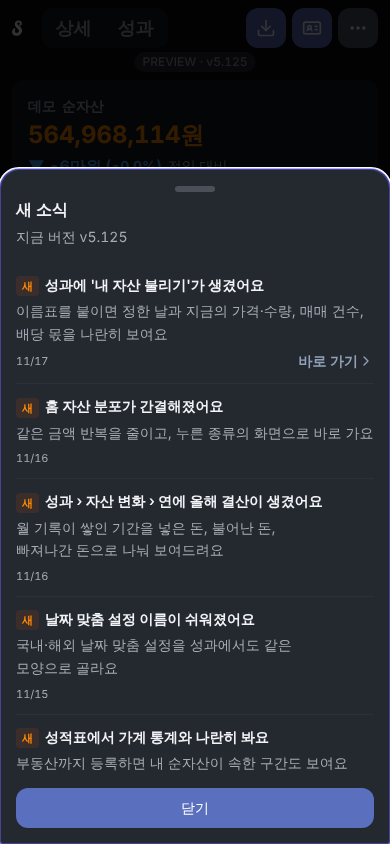 상세 성과
PREVIEW · v5.125
데모 순자산
564,968,114원
▼ -6만원 (-0.0%) 전일 대비
새 소식
지금 버전 v5.125
새 성과에 '내 자산 불리기'가 생겼어요
이름표를 붙이면 정한 날과 지금의 가격·수량, 매매 건수,
배당 몫을 나란히 보여요
11/17 바로 가기 >
새 홈 자산 분포가 간결해졌어요
같은 금액 반복을 줄이고, 누른 종류의 화면으로 바로 가요
11/16
새 성과 › 자산 변화 › 연에 올해 결산이 생겼어요
월 기록이 쌓인 기간을 넣은 돈, 불어난 돈,
빠져나간 돈으로 나눠 보여드려요
11/16
새 날짜 맞춤 설정 이름이 쉬워졌어요
국내·해외 날짜 맞춤 설정을 성과에서도 같은
모양으로 골라요
11/15
새 성적표에서 가계 통계와 나란히 봐요
부동산까지 등록하면 내 순자산이 속한 구간도 보여요
닫기